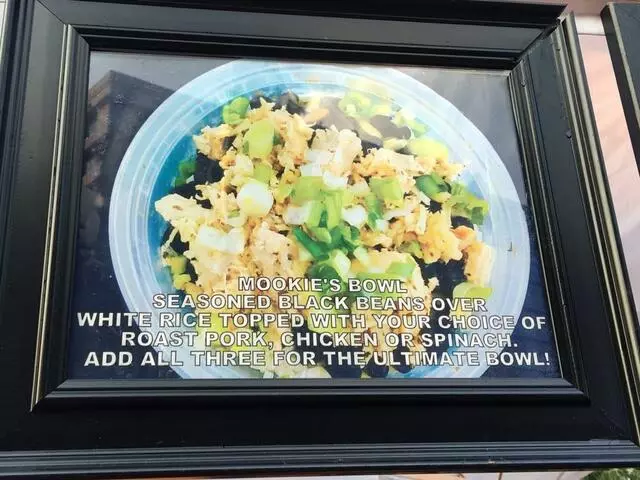 MOOKIE'S BOWL
SEASONED BLACK BEANS OVER
WHITE RICE TOPPED WITH YOUR CHOICE OF
ROAST PORK, CHICKEN OR SPINACH.
ADD ALL THREE FOR THE ULTIMATE BOWL!